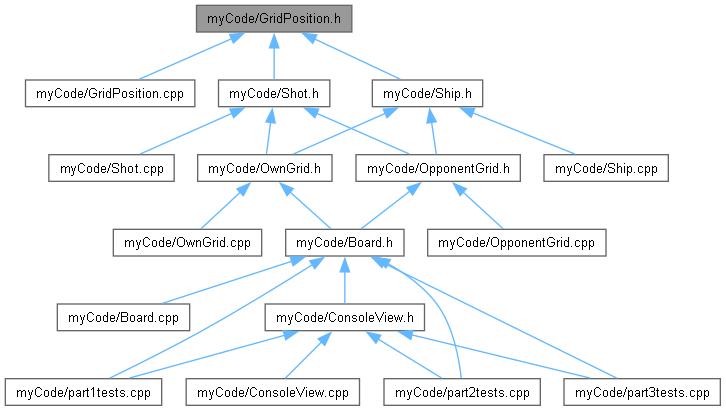 myCode/GridPosition.h
myCode/GridPosition.cpp
myCode/Shot.h
myCode/Ship.h
myCode/Shot.cpp
myCode/OwnGrid.h
myCode/OpponentGrid.h
myCode/Ship.cpp
myCode/OwnGrid.cpp
myCode/Board.h
myCode/OpponentGrid.cpp
myCode/Board.cpp
myCode/ConsoleView.h
myCode/part1tests.cpp
myCode/ConsoleView.cpp
myCode/part2tests.cpp
myCode/part3tests.cpp